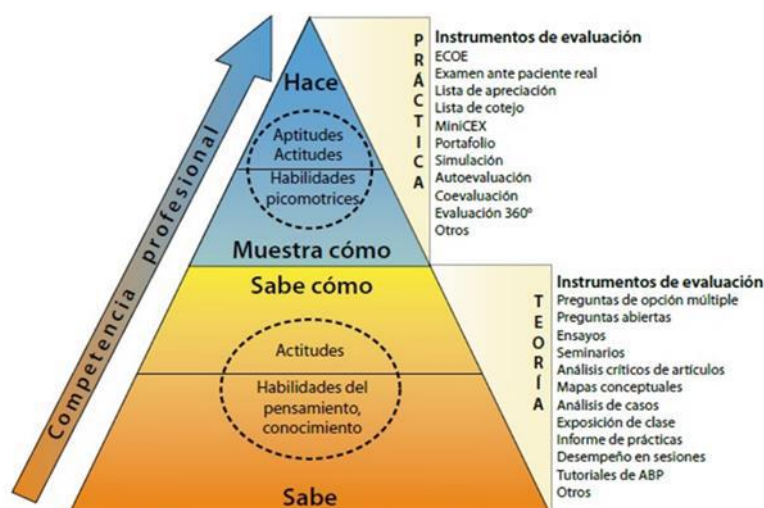 Competencia profesional
Hace
Aptitudes
Actitudes
Habilidades
picomotrices
Muestra cómo
Sabe cómo
Actitudes
Habilidades del
pensamiento,
conocimiento
Sabe
PRÁCTICA
Instrumentos de evaluación
ECOE
Examen ante paciente real
Lista de apreciación
Lista de cotejo
MiniCEX
Portafolio
Simulación
Autoevaluación
Coevaluación
Evaluación 360º
Otros
TEORÍA
Instrumentos de evaluación
Preguntas de opción múltiple
Preguntas abiertas
Ensayos
Seminarios
Análisis críticos de artículos
Mapas conceptuales
Análisis de casos
Exposición de clase
Informe de prácticas
Desempeño en sesiones
Tutoriales de ABP
Otros